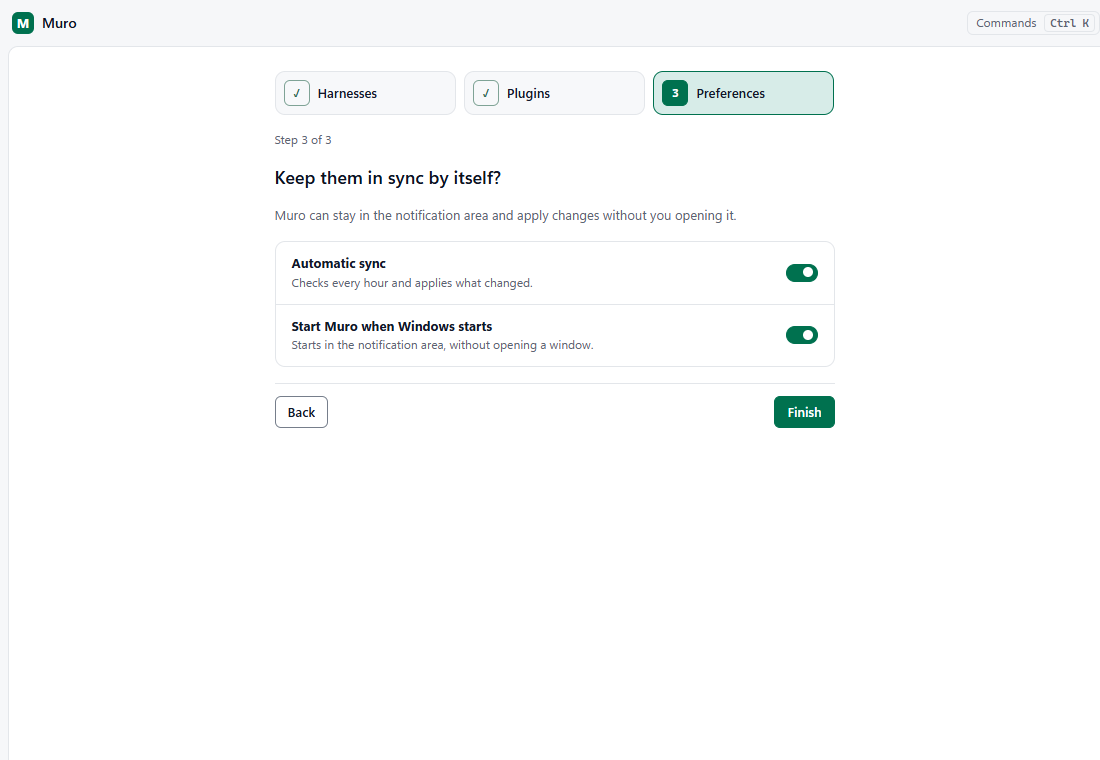 M Muro
Commands Ctrl K
✓ Harnesses
✓ Plugins
3 Preferences
Step 3 of 3
Keep them in sync by itself?
Muro can stay in the notification area and apply changes without you opening it.
Automatic sync
Checks every hour and applies what changed.
Start Muro when Windows starts
Starts in the notification area, without opening a window.
Back
Finish